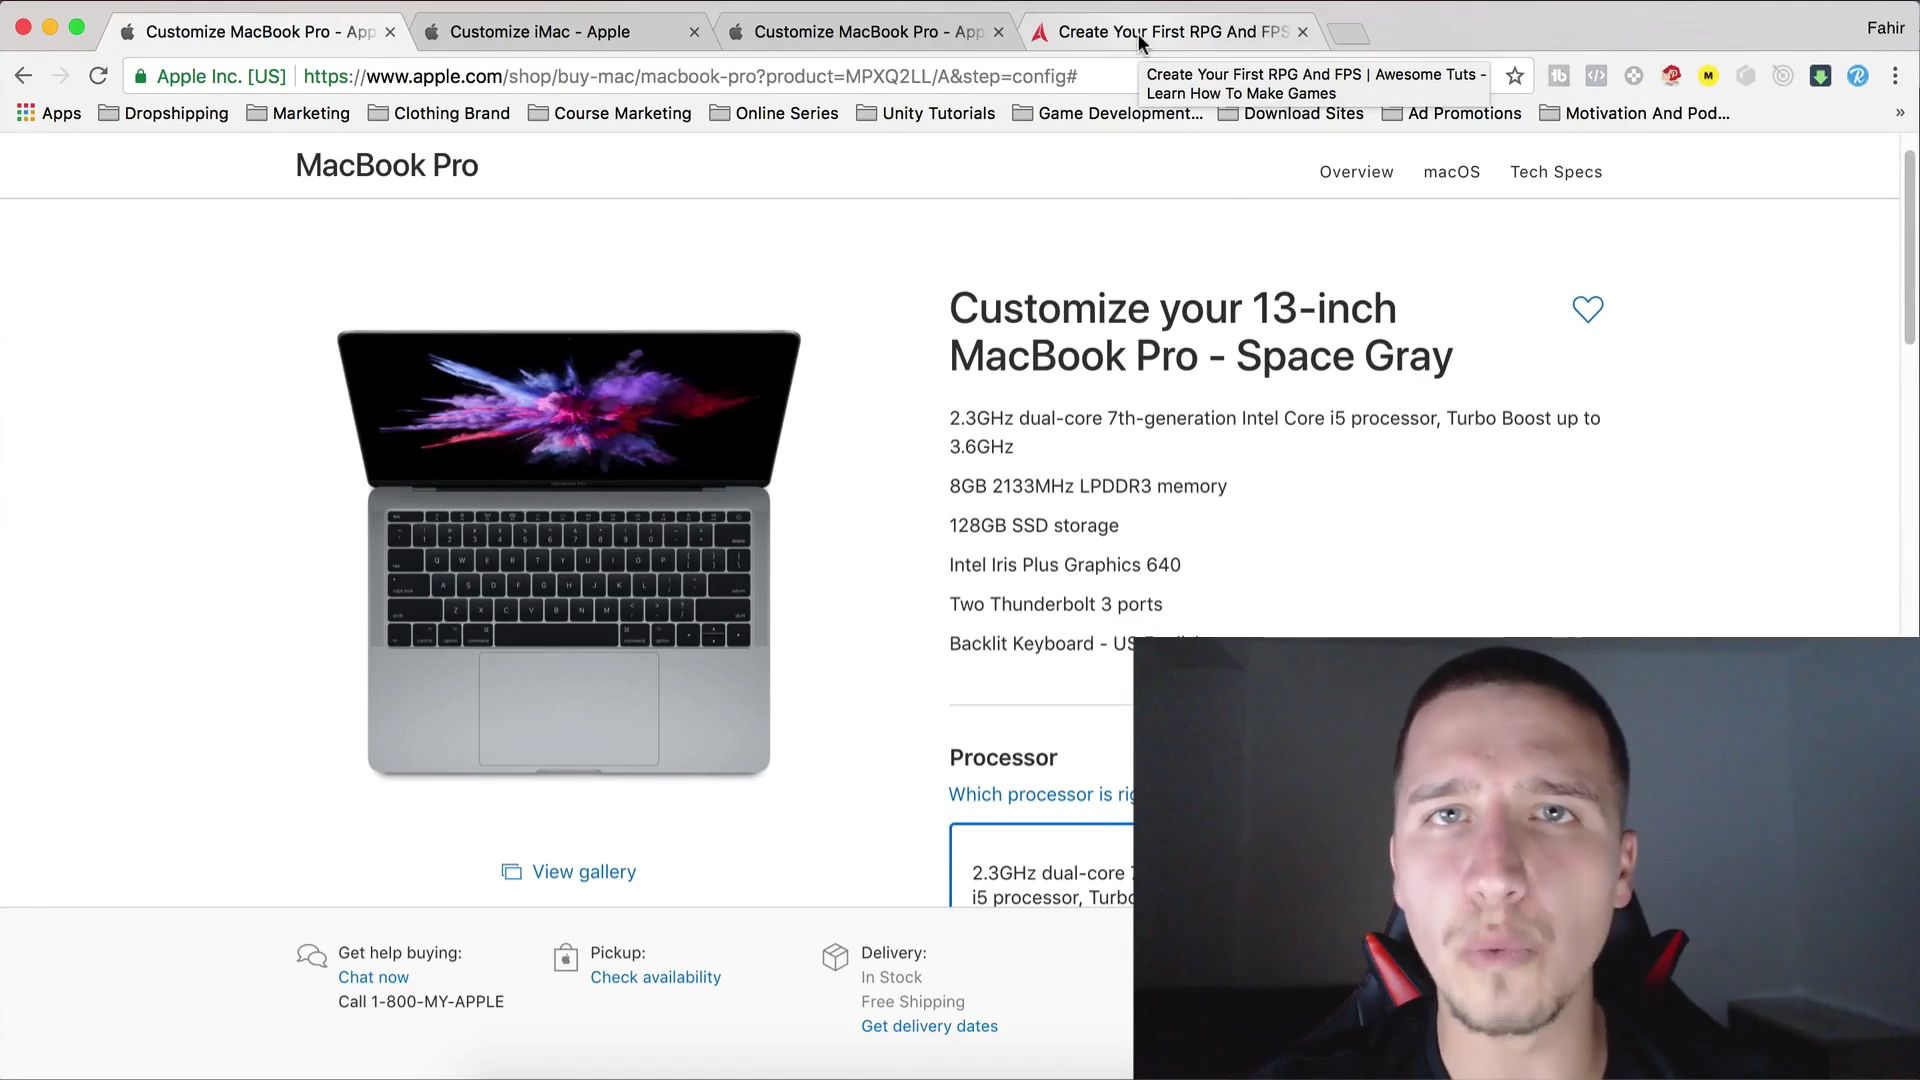 Customize MacBook Pro - App
Customize iMac - Apple
Customize MacBook Pro - App
Create Your First RPG And FPS
Fahir
Apple Inc. [US]
https://www.apple.com/shop/buy-mac/macbook-pro?product=MPXQ2LL/A&step=config#
Create Your First RPG And FPS | Awesome Tuts -
Learn How To Make Games
Apps
Dropshipping
Marketing
Clothing Brand
Course Marketing
Online Series
Unity Tutorials
Game Development...
Download Sites
Ad Promotions
Motivation And Pod...
MacBook Pro
Overview
macOS
Tech Specs
Customize your 13-inch
MacBook Pro - Space Gray
2.3GHz dual-core 7th-generation Intel Core i5 processor, Turbo Boost up to
3.6GHz
8GB 2133MHz LPDDR3 memory
128GB SSD storage
Intel Iris Plus Graphics 640
Two Thunderbolt 3 ports
Backlit Keyboard - US
Processor
Which processor is rig
2.3GHz dual-core 7
i5 processor, Turbo
View gallery
Get help buying:
Chat now
Call 1-800-MY-APPLE
Pickup:
Check availability
Delivery:
In Stock
Free Shipping
Get delivery dates